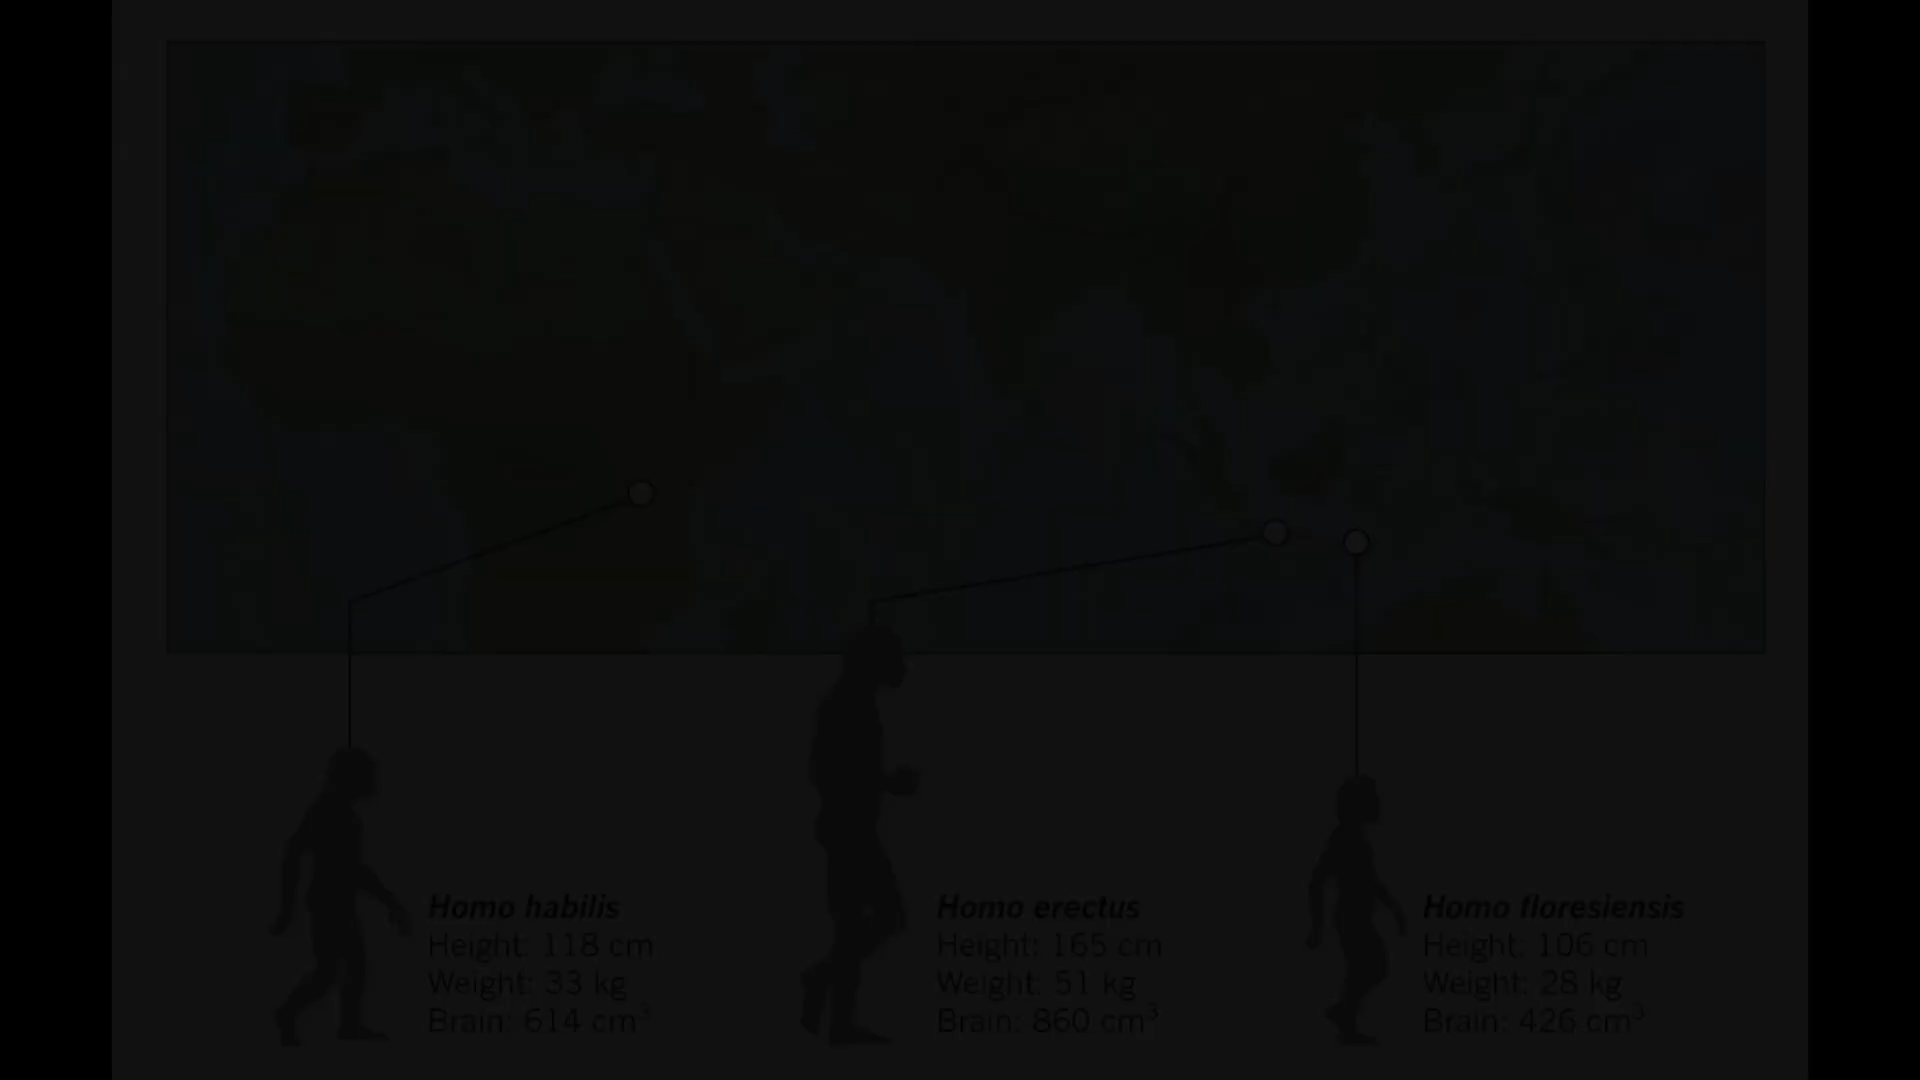 Homo habilis
Height: 118 cm
Weight: 33 kg
Brain: 614 cm³
Homo erectus
Height: 165 cm
Weight: 51 kg
Brain: 860 cm³
Homo floresiensis
Height: 106 cm
Weight: 28 kg
Brain: 426 cm³